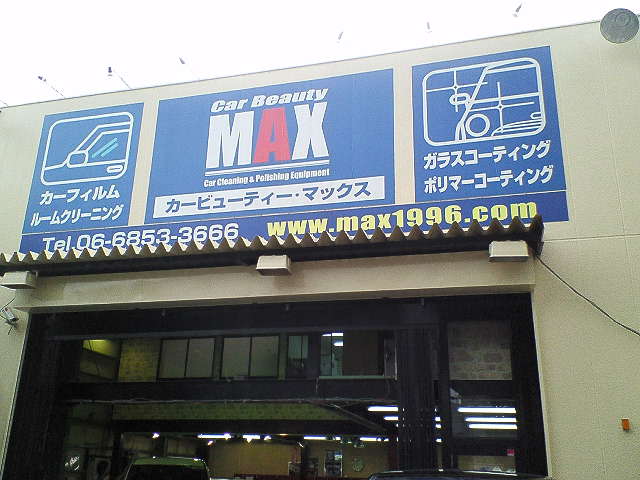 Car Beauty
MAX
Car Cleaning & Polishing Equipment
カービューティー・マックス
カーフィルム
ルームクリーニング
ガラスコーティング
ポリマーコーティング
Tel.06-6853-3666
www.max1996.com